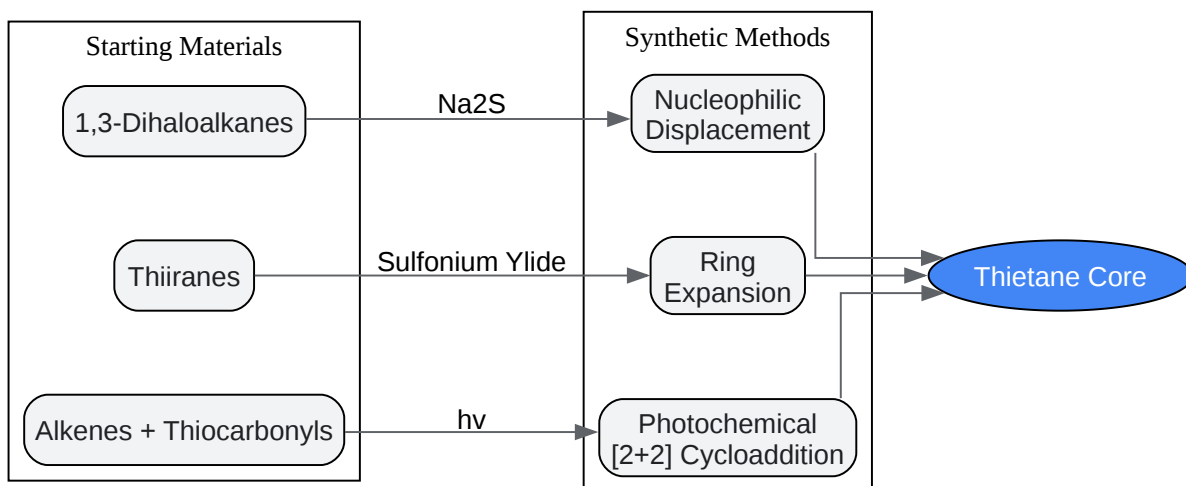 Starting Materials
Synthetic Methods
1,3-Dihaloalkanes
Na2S
Nucleophilic
Displacement
Thiiranes
Sulfonium Ylide
Ring
Expansion
Thietane Core
Alkenes + Thiocarbonyls
hv
Photochemical
[2+2] Cycloaddition